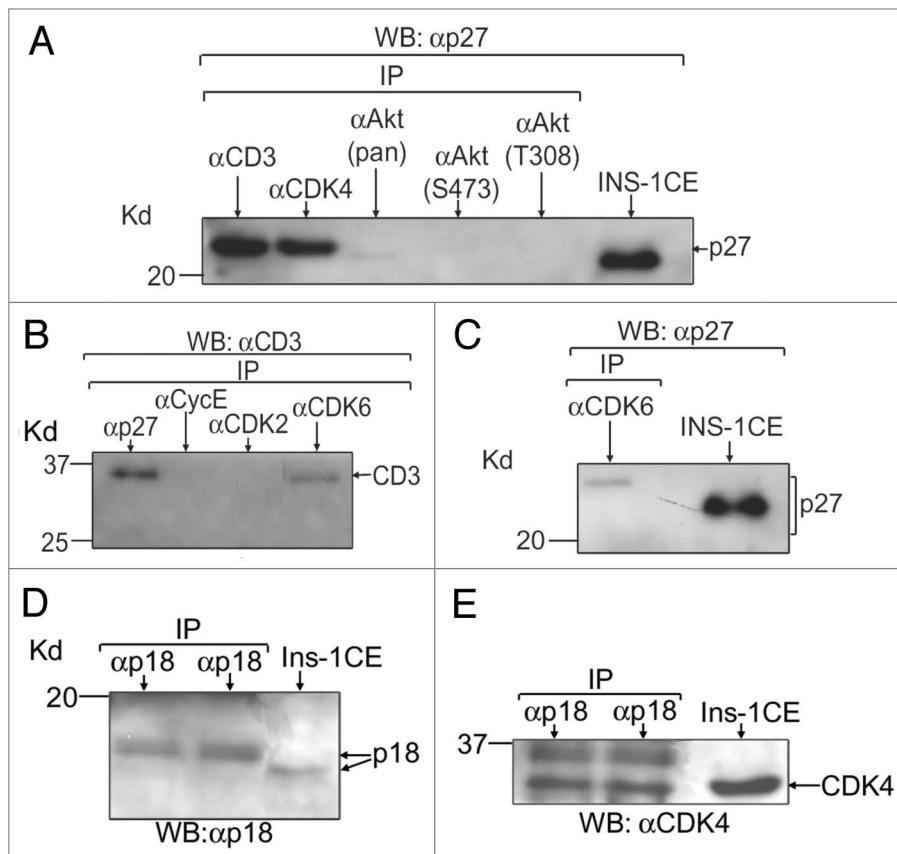 A
WB: αp27
IP
αCD3
αCDK4
αAkt
(pan)
αAkt
(S473)
αAkt
(T308)
INS-1CE
Kd
20
p27
B
WB: αCD3
IP
αp27
αCycE
αCDK2
αCDK6
Kd
37
25
CD3
C
WB: αp27
IP
αCDK6
INS-1CE
Kd
20
p27
D
IP
Kd
αp18 αp18 Ins-1CE
20
p18
WB:αp18
E
IP
αp18 αp18 Ins-1CE
37
CDK4
WB: αCDK4